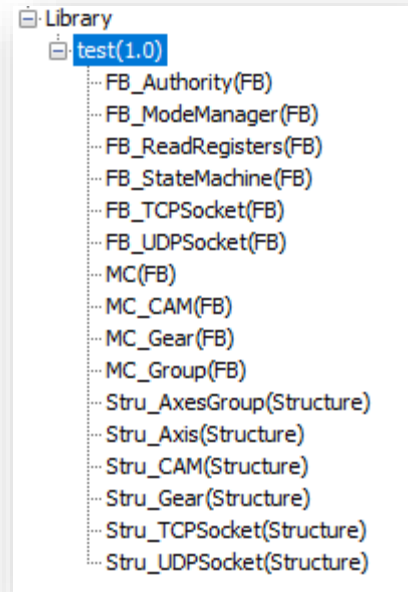 Library
test(1.0)
FB_Authority(FB)
FB_ModeManager(FB)
FB_ReadRegisters(FB)
FB_StateMachine(FB)
FB_TCPSocket(FB)
FB_UDPSocket(FB)
MC(FB)
MC_CAM(FB)
MC_Gear(FB)
MC_Group(FB)
Stru_AxesGroup(Structure)
Stru_Axis(Structure)
Stru_CAM(Structure)
Stru_Gear(Structure)
Stru_TCPSocket(Structure)
Stru_UDPSocket(Structure)